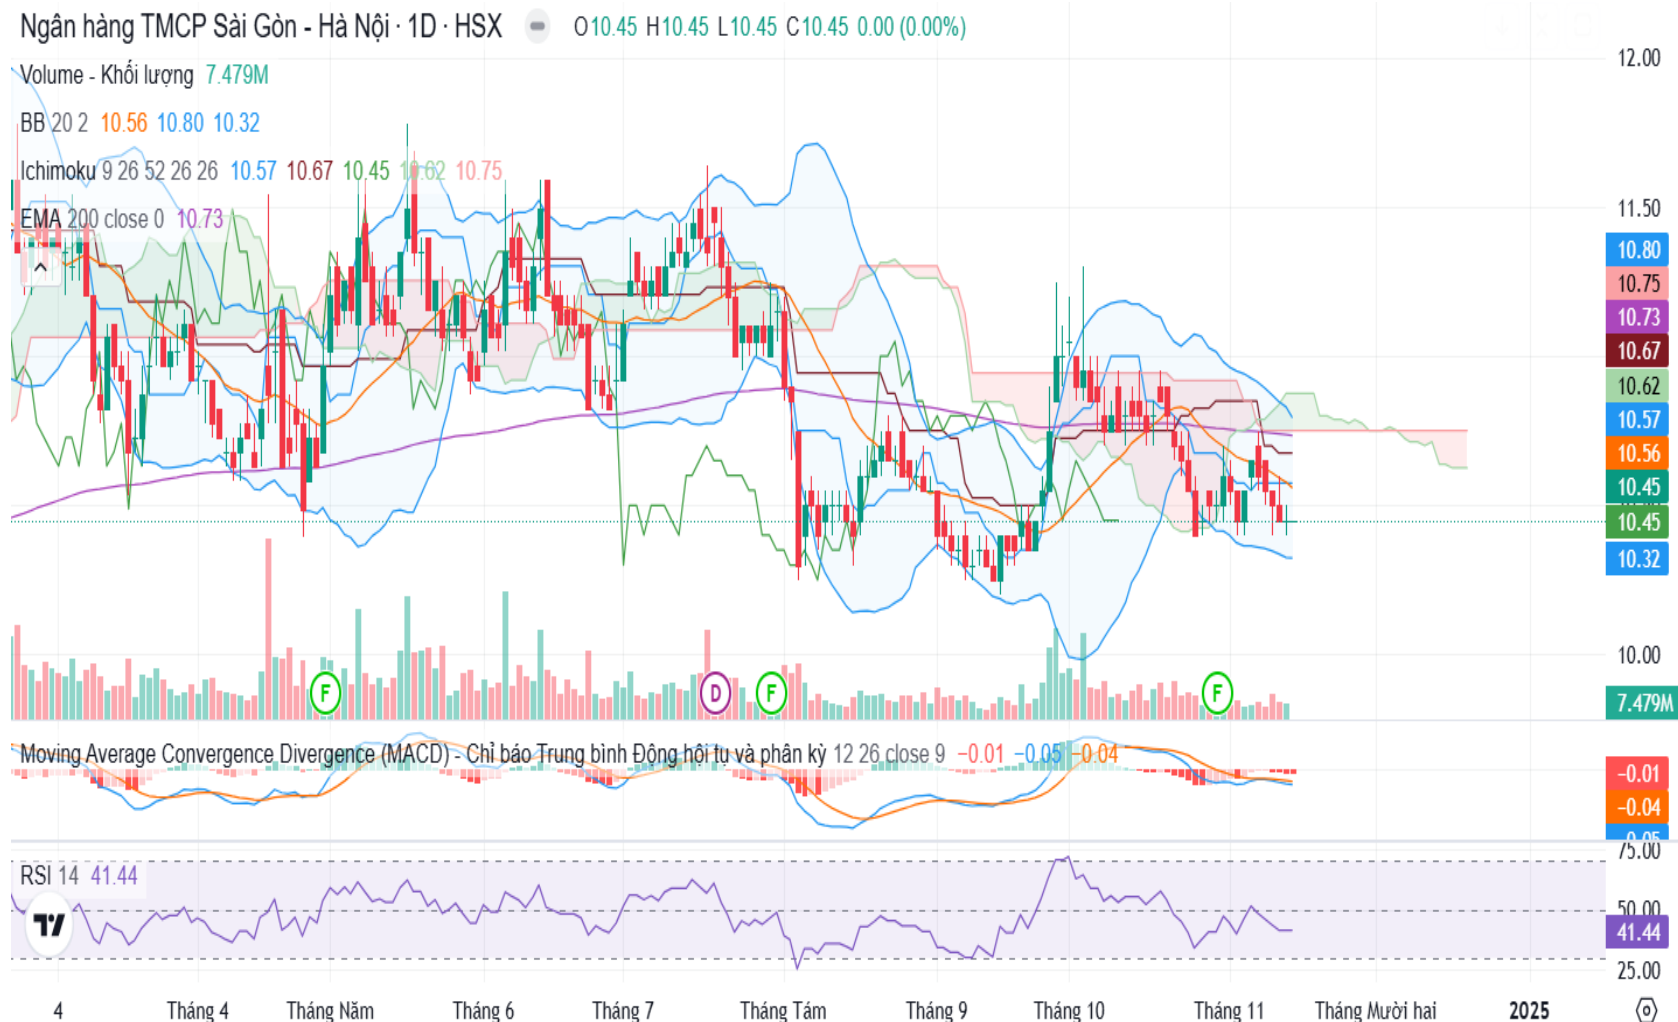 Ngân hàng TMCP Sài Gòn - Hà Nội · 1D · HSX O10.45 H10.45 L10.45 C10.45 0.00 (0.00%)
Volume - Khối lượng 7.479M
BB 20 2 10.56 10.80 10.32
Ichimoku 9 26 52 26 26 10.57 10.67 10.45 10.62 10.75
EMA 200 close 0 10.73
12.00
11.50
10.80
10.75
10.73
10.67
10.62
10.57
10.56
10.45
10.45
10.32
10.00
7.479M
F
D
F
F
Moving Average Convergence Divergence (MACD) - Chỉ báo Trung bình Động hội tụ và phân kỳ 12 26 close 9 −0.01 −0.05 −0.04
−0.01
−0.04
−0.05
RSI 14 41.44
75.00
50.00
41.44
25.00
4 Tháng 4 Tháng Năm Tháng 6 Tháng 7 Tháng Tám Tháng 9 Tháng 10 Tháng 11 Tháng Mười hai 2025